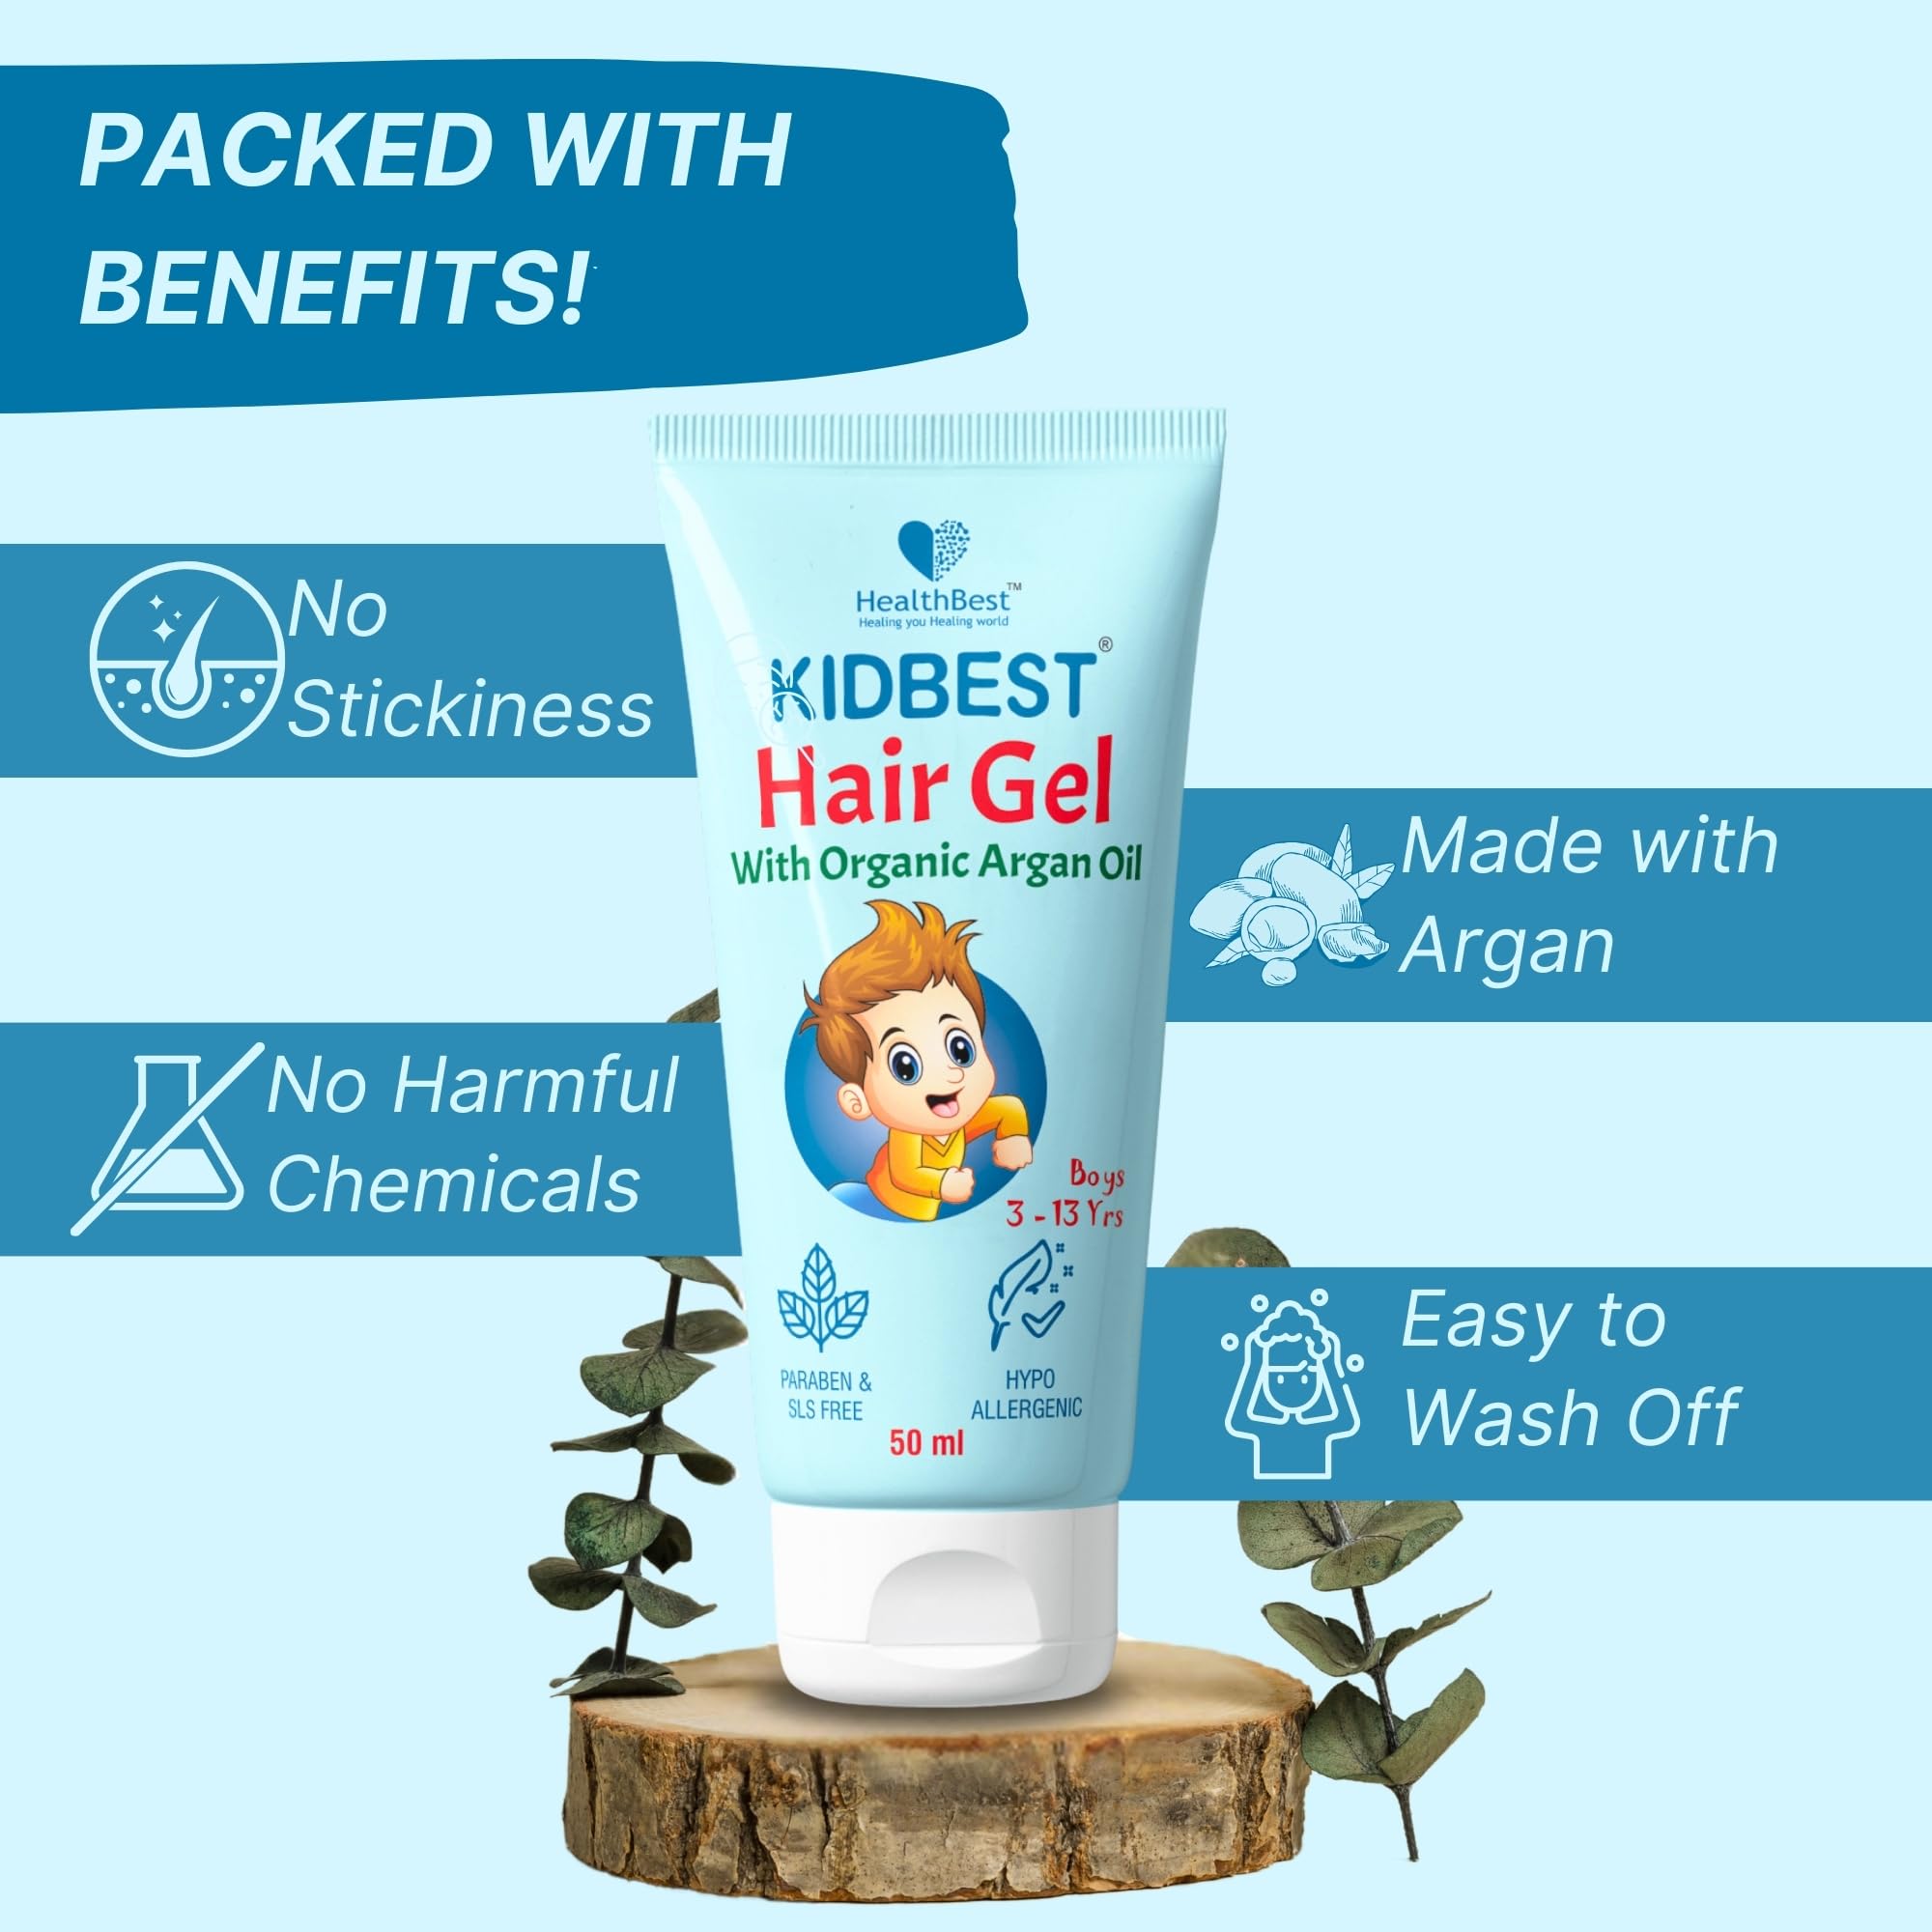 PACKED WITH
BENEFITS!
HealthBest™
Healing you Healing world
KIDBEST®
Hair Gel
With Organic Argan Oil
Boys
3 - 13 Yrs
PARABEN &
SLS FREE
HYPO
ALLERGENIC
50 ml
No
Stickiness
No Harmful
Chemicals
Made with
Argan
Easy to
Wash Off